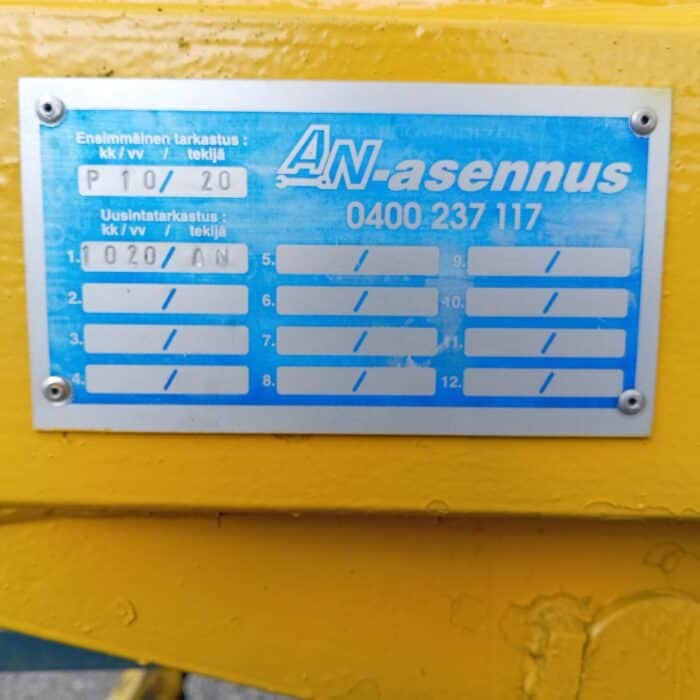 Ensimmäinen tarkastus :
kk / vv / tekijä
P 10 / 20
AN-asennus
0400 237 117
Uusintatarkastus :
kk / vv / tekijä
1. 1020 / AN
2. /
3. /
4. /
5. /
6. /
7. /
8. /
9. /
10. /
11. /
12. /